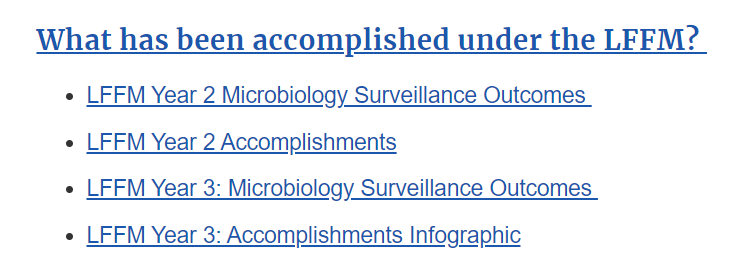 What has been accomplished under the LFFM?
• LFFM Year 2 Microbiology Surveillance Outcomes
• LFFM Year 2 Accomplishments
• LFFM Year 3: Microbiology Surveillance Outcomes
• LFFM Year 3: Accomplishments Infographic